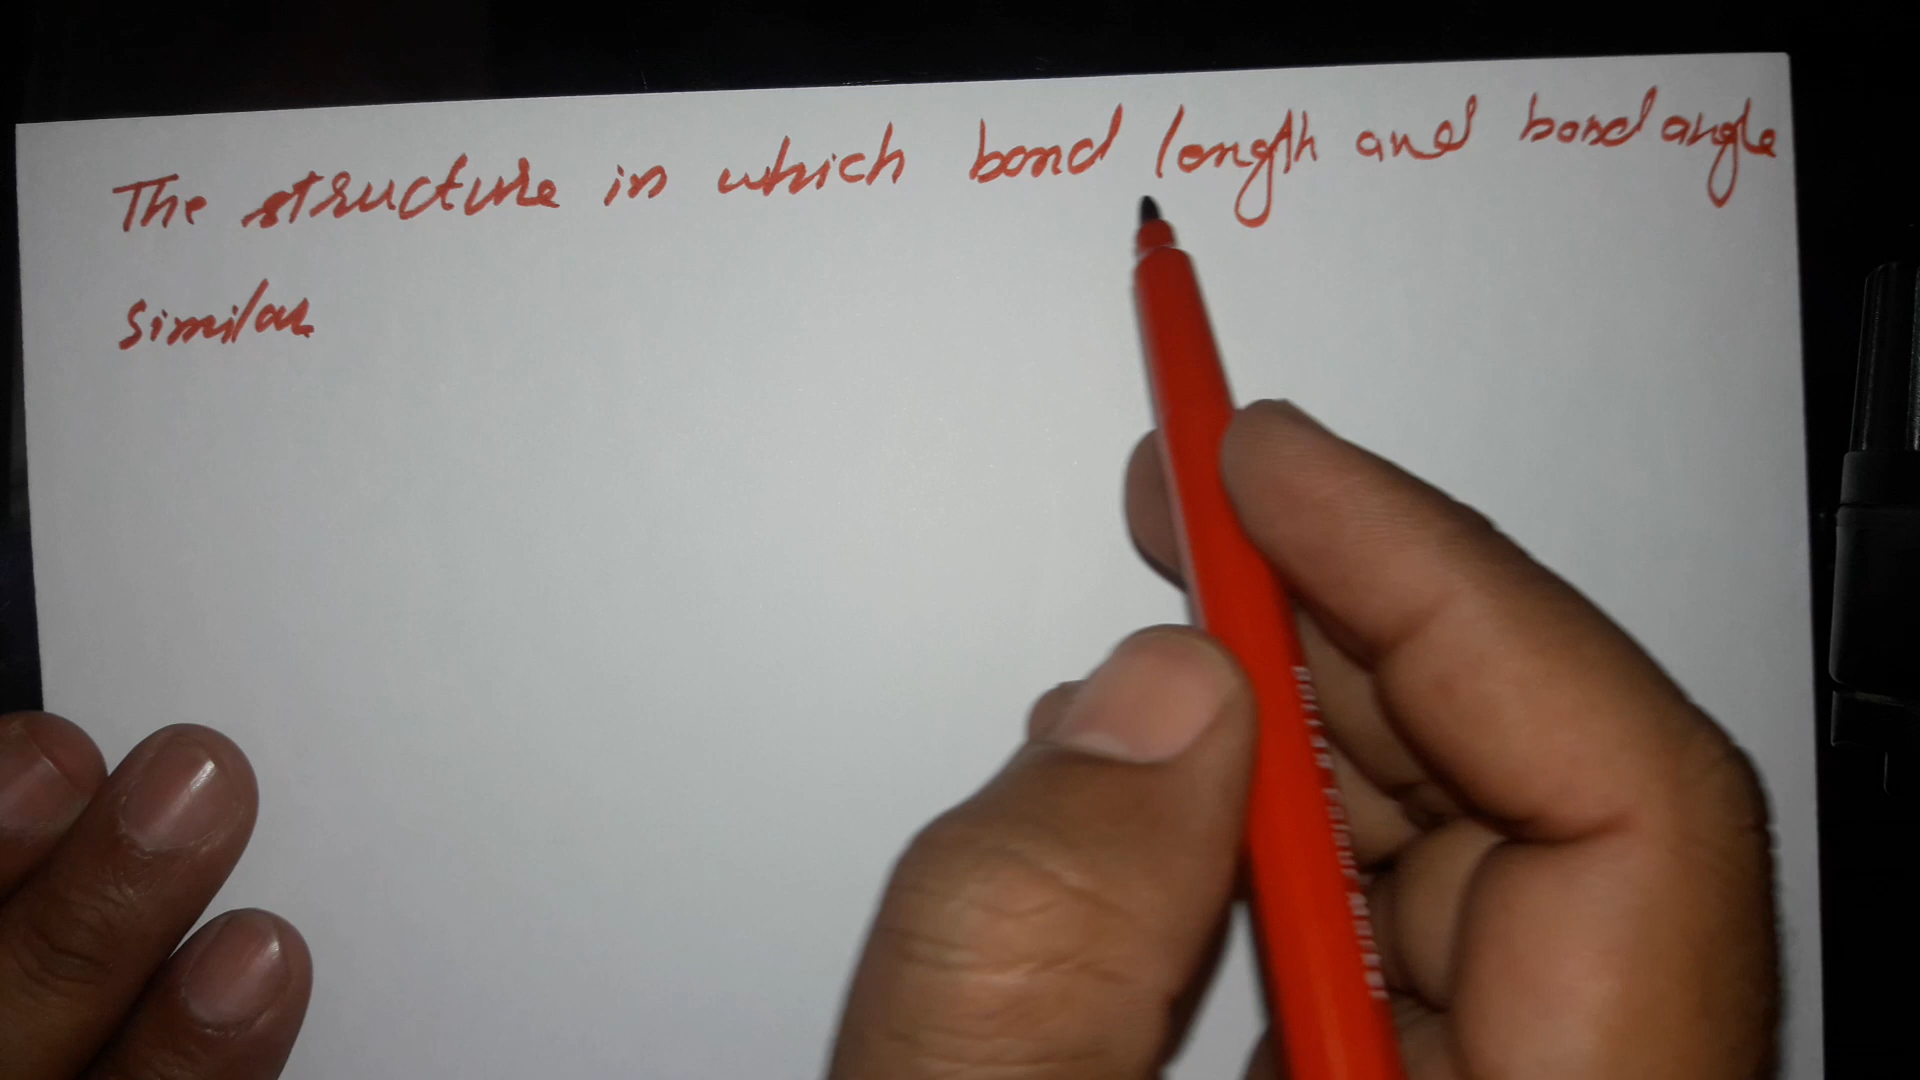 The structure in which bond length and bond angle
similar